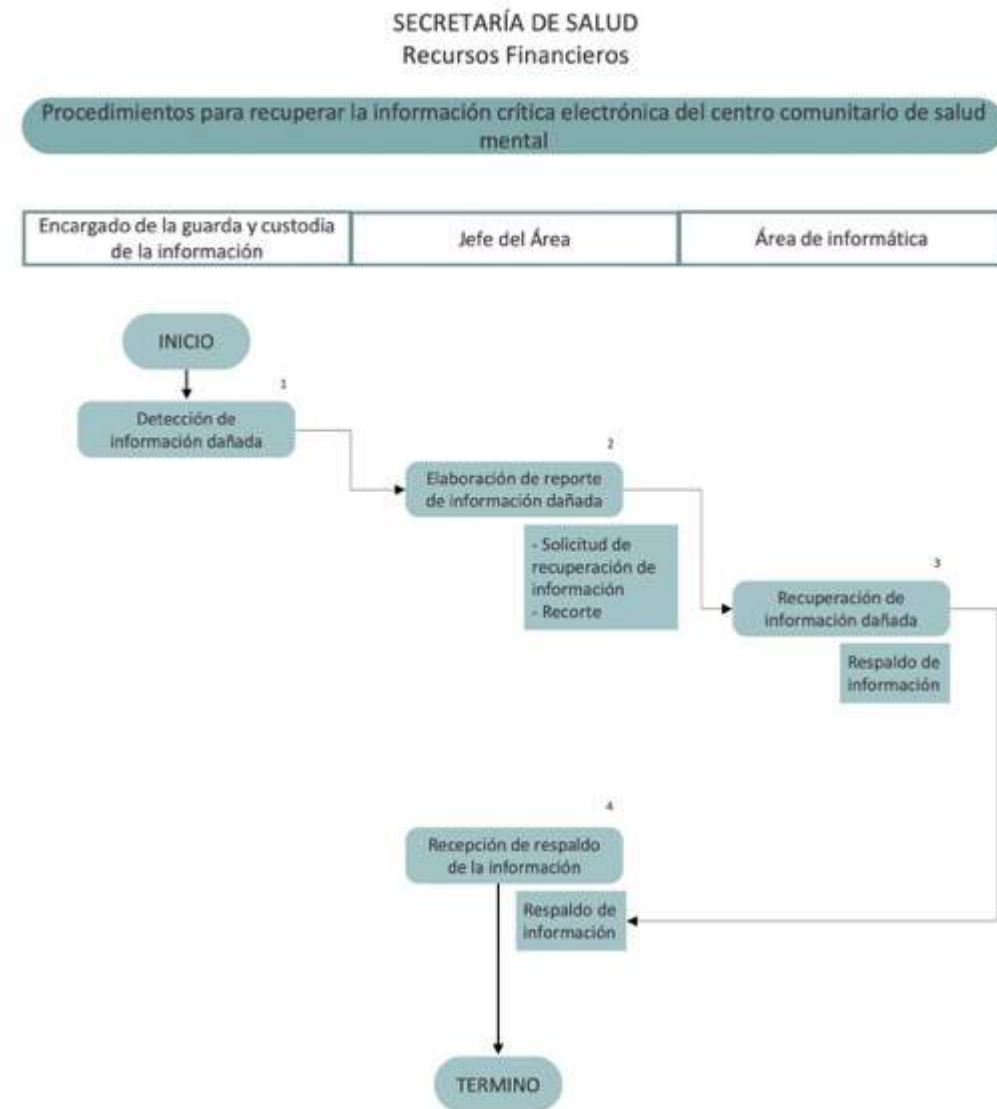 SECRETARÍA DE SALUD
Recursos Financieros
Procedimientos para recuperar la información crítica electrónica del centro comunitario de salud
mental
Encargado de la guarda y custodia
de la información
Jefe del Área
Área de informática
INICIO
1
Detección de
información dañada
2
Elaboración de reporte
de información dañada
- Solicitud de
recuperación de
información
- Recorte
3
Recuperación de
información dañada
Respaldo de
información
4
Recepción de respaldo
de la información
Respaldo de
información
TERMINO